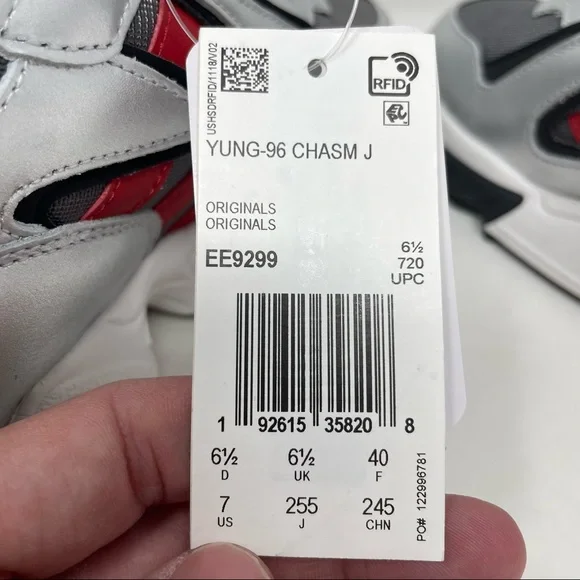 USHSDRFID/1118/V02
RFID
YUNG-96 CHASM J
ORIGINALS
ORIGINALS
EE9299
6½
720
UPC
1 92615 35820 8
6½ 6½ 40
D UK F
7 255 245
US J CHN
PO# 122996781